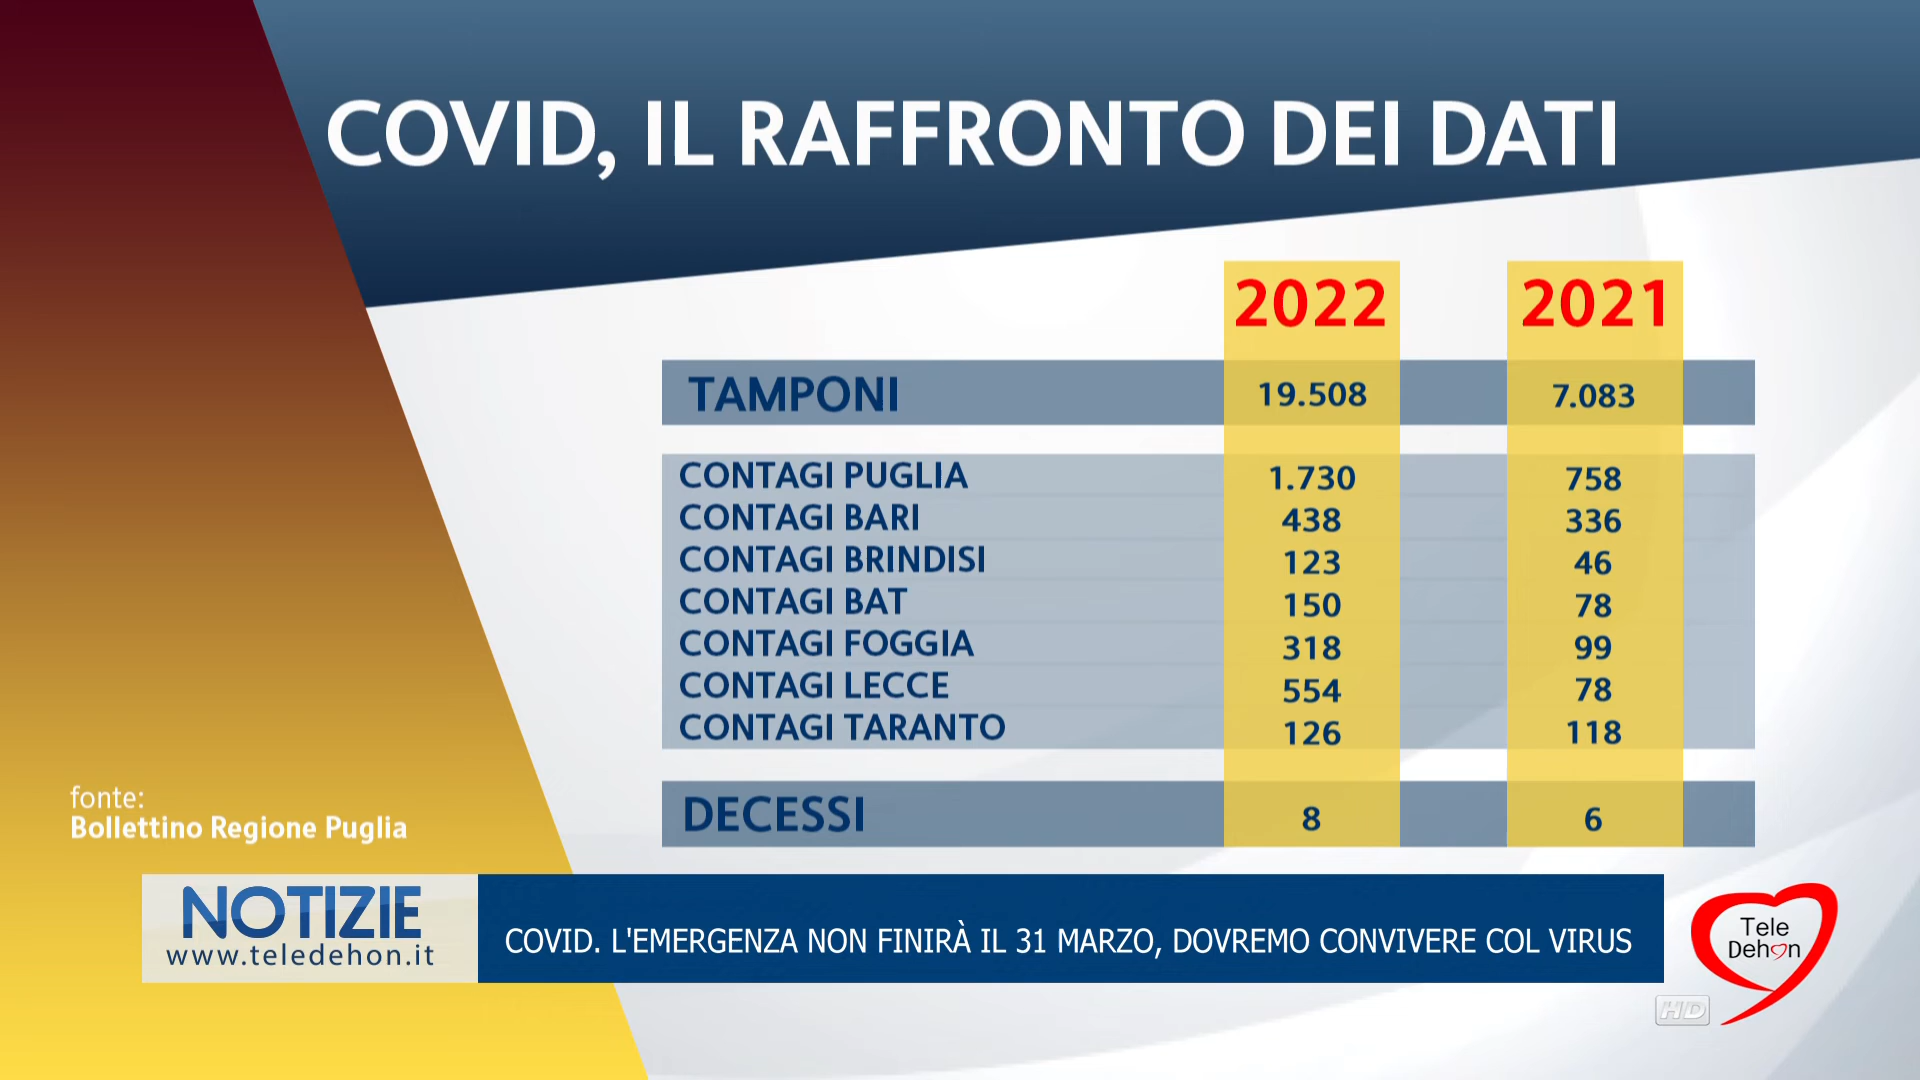 COVID, IL RAFFRONTO DEI DATI
2022 2021
TAMPONI 19.508 7.083
CONTAGI PUGLIA 1.730 758
CONTAGI BARI 438 336
CONTAGI BRINDISI 123 46
CONTAGI BAT 150 78
CONTAGI FOGGIA 318 99
CONTAGI LECCE 554 78
CONTAGI TARANTO 126 118
DECESSI 8 6
fonte:
Bollettino Regione Puglia
NOTIZIE
www.teledehon.it
COVID. L'EMERGENZA NON FINIRÀ IL 31 MARZO, DOVREMO CONVIVERE COL VIRUS
Tele
Dehon
HD